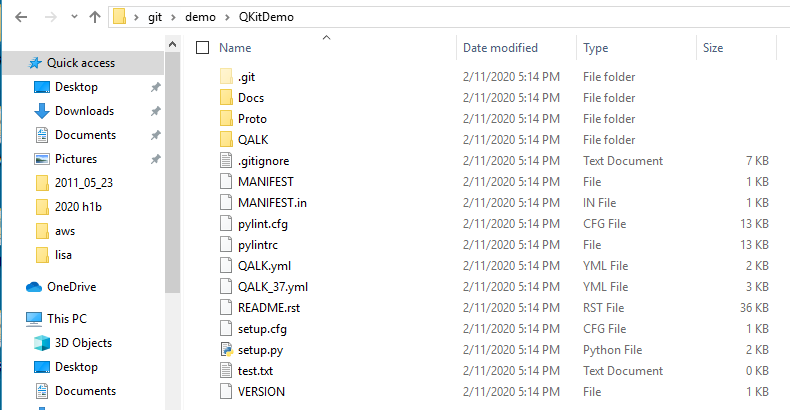 git > demo > QKitDemo
Name Date modified Type Size
Quick access
Desktop
Downloads
Documents
Pictures
2011_05_23
2020 h1b
aws
lisa
OneDrive
This PC
3D Objects
Desktop
Documents
.git 2/11/2020 5:14 PM File folder
Docs 2/11/2020 5:14 PM File folder
Proto 2/11/2020 5:14 PM File folder
QALK 2/11/2020 5:14 PM File folder
.gitignore 2/11/2020 5:14 PM Text Document 7 KB
MANIFEST 2/11/2020 5:14 PM File 1 KB
MANIFEST.in 2/11/2020 5:14 PM IN File 1 KB
pylint.cfg 2/11/2020 5:14 PM CFG File 13 KB
pylintrc 2/11/2020 5:14 PM File 13 KB
QALK.yml 2/11/2020 5:14 PM YML File 2 KB
QALK_37.yml 2/11/2020 5:14 PM YML File 3 KB
README.rst 2/11/2020 5:14 PM RST File 36 KB
setup.cfg 2/11/2020 5:14 PM CFG File 1 KB
setup.py 2/11/2020 5:14 PM Python File 2 KB
test.txt 2/11/2020 5:14 PM Text Document 0 KB
VERSION 2/11/2020 5:14 PM File 1 KB